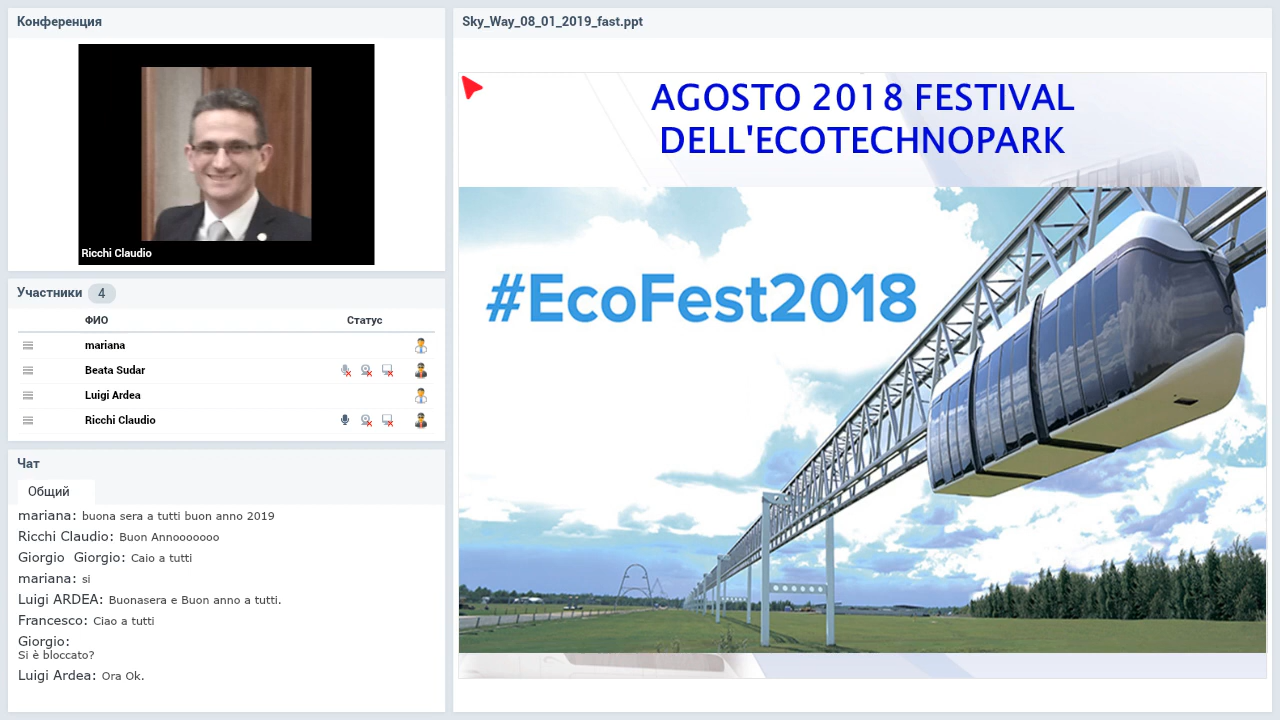 Конференция
Ricchi Claudio
Участники 4
ФИО Статус
mariana
Beata Sudar
Luigi Ardea
Ricchi Claudio
Чат
Общий
mariana: buona sera a tutti buon anno 2019
Ricchi Claudio: Buon Annooooooo
Giorgio Giorgio: Caio a tutti
mariana: si
Luigi ARDEA: Buonasera e Buon anno a tutti.
Francesco: Ciao a tutti
Giorgio:
Si è bloccato?
Luigi Ardea: Ora Ok.
Sky_Way_08_01_2019_fast.ppt
AGOSTO 2018 FESTIVAL
DELL'ECOTECHNOPARK
#EcoFest2018